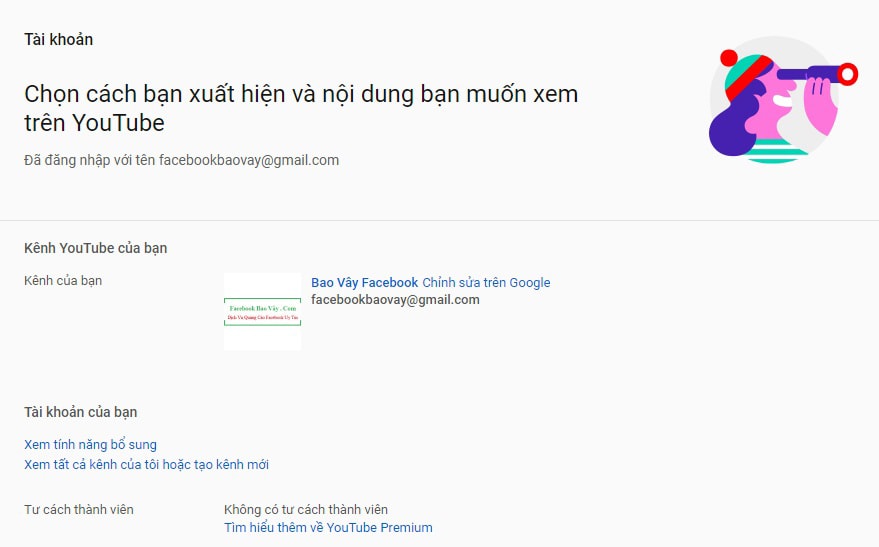 Tài khoản
Chọn cách bạn xuất hiện và nội dung bạn muốn xem
trên YouTube
Đã đăng nhập với tên facebookbaovay@gmail.com
Kênh YouTube của bạn
Kênh của bạn
Bao Vây Facebook Chỉnh sửa trên Google
facebookbaovay@gmail.com
Facebook Bao Vây . Com
Dịch Vụ Quảng Cáo Facebook Uy Tín
Tài khoản của bạn
Xem tính năng bổ sung
Xem tất cả kênh của tôi hoặc tạo kênh mới
Tư cách thành viên
Không có tư cách thành viên
Tìm hiểu thêm về YouTube Premium